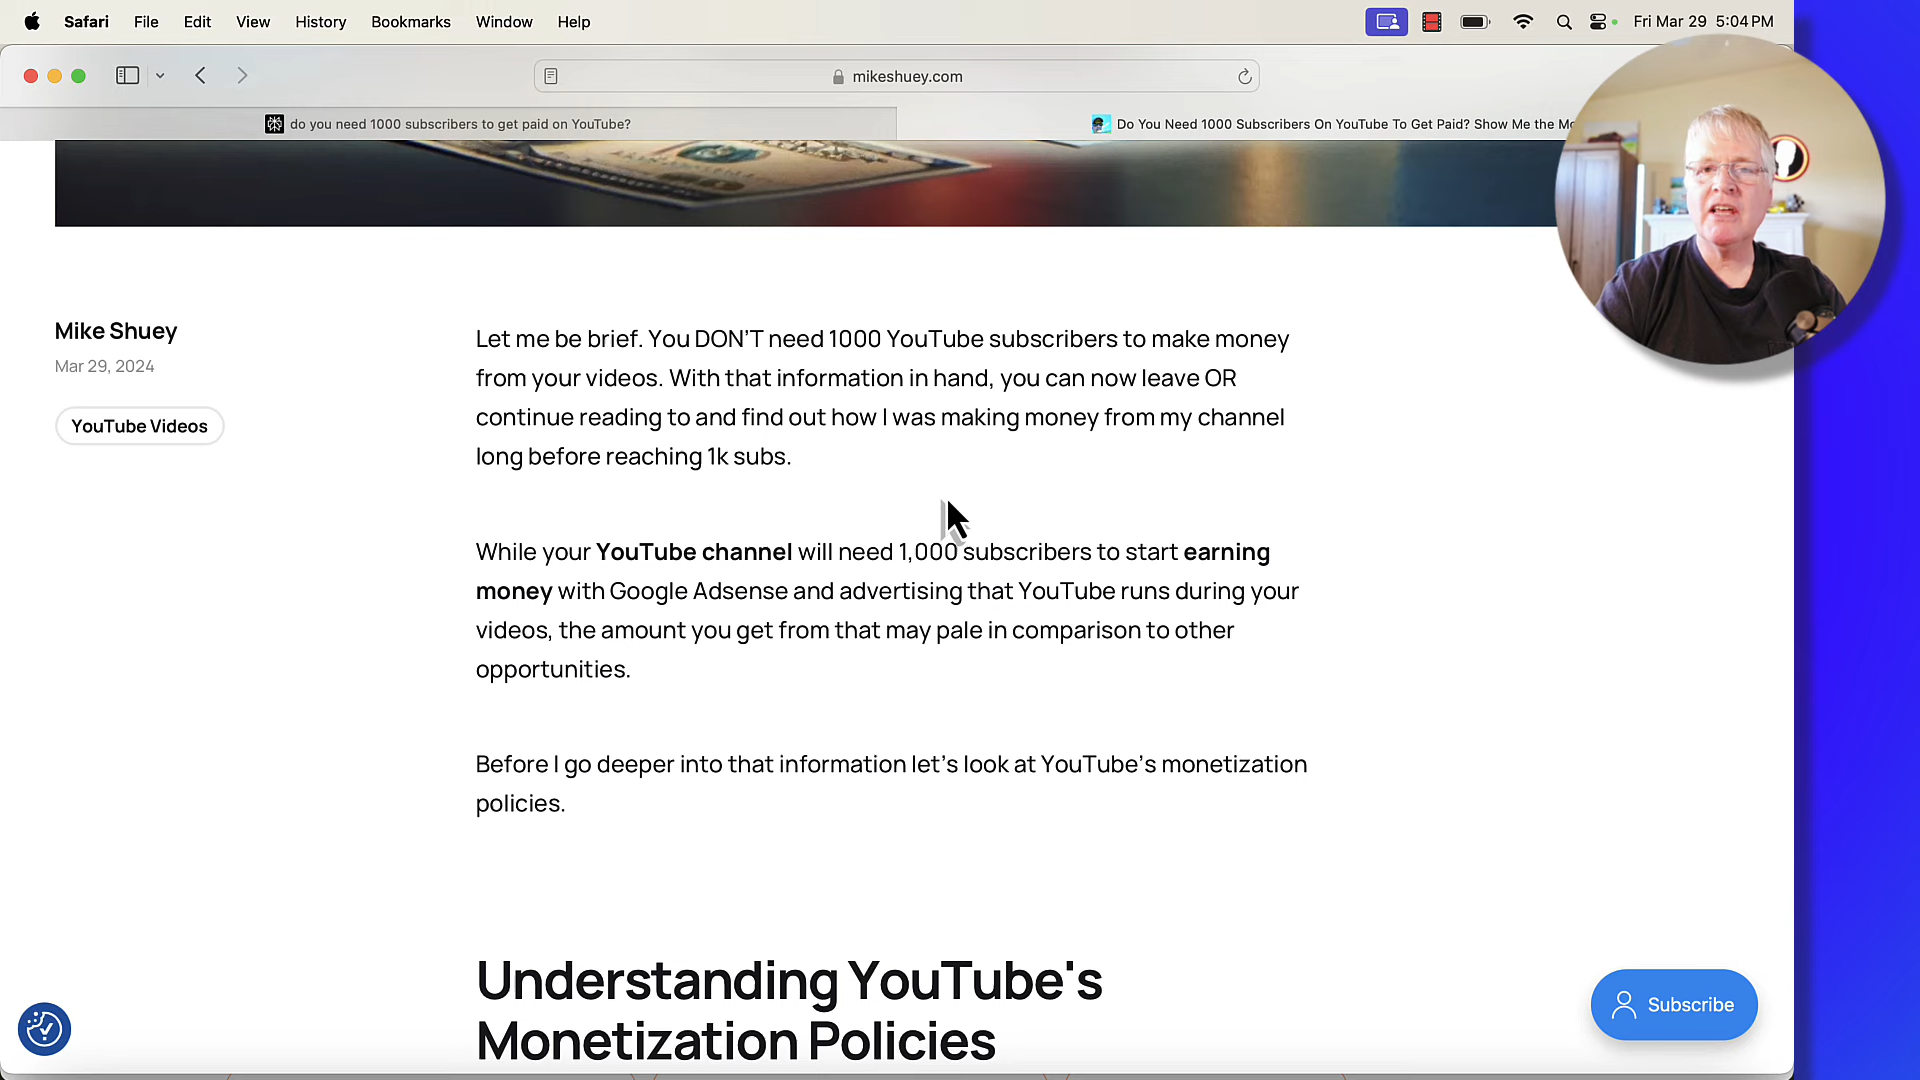 Safari File Edit View History Bookmarks Window Help Fri Mar 29 5:04 PM
mikeshuey.com
do you need 1000 subscribers to get paid on YouTube? Do You Need 1000 Subscribers On YouTube To Get Paid? Show Me the Mo
Mike Shuey
Mar 29, 2024
YouTube Videos
Let me be brief. You DON'T need 1000 YouTube subscribers to make money
from your videos. With that information in hand, you can now leave OR
continue reading to and find out how I was making money from my channel
long before reaching 1k subs.
While your YouTube channel will need 1,000 subscribers to start earning
money with Google Adsense and advertising that YouTube runs during your
videos, the amount you get from that may pale in comparison to other
opportunities.
Before I go deeper into that information let's look at YouTube's monetization
policies.
Understanding YouTube's
Monetization Policies
Subscribe